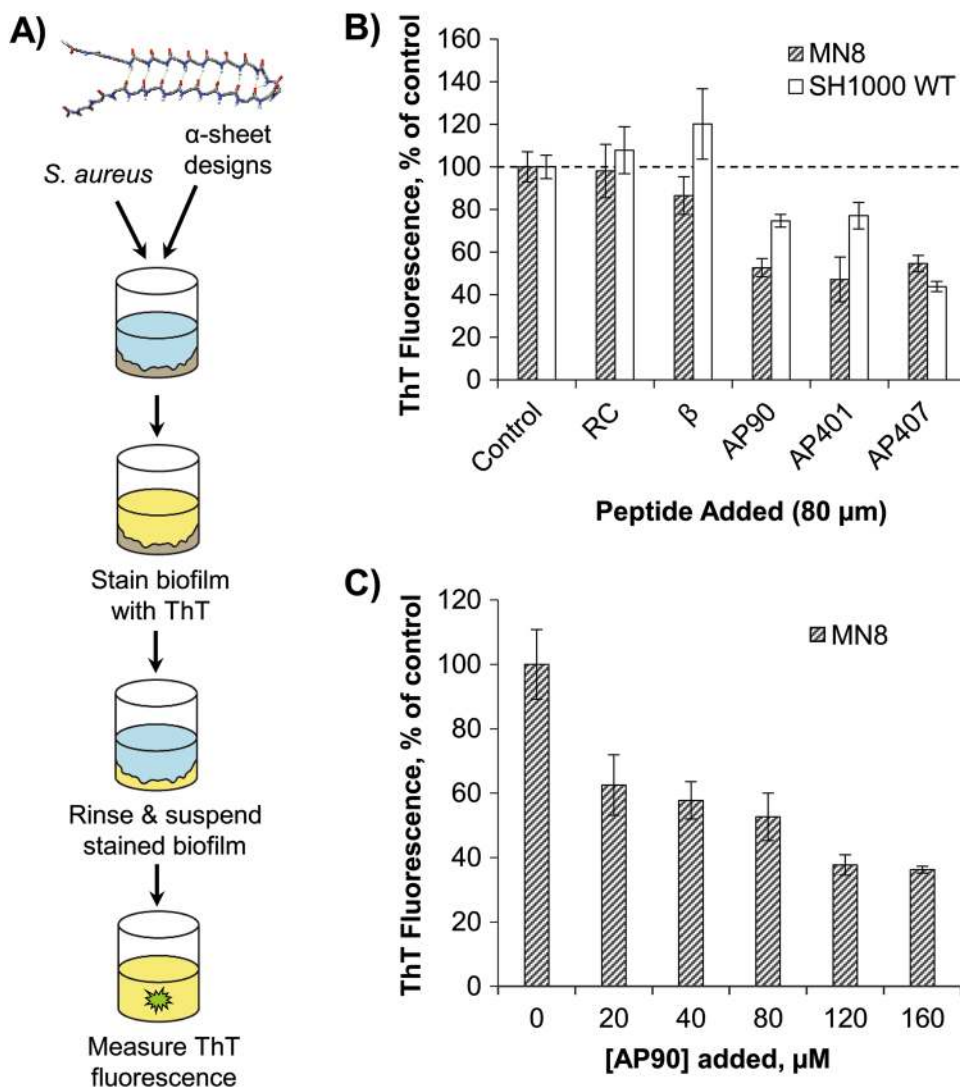 A)
α-sheet
designs
S. aureus
Stain biofilm
with ThT
Rinse & suspend
stained biofilm
Measure ThT
fluorescence
B)
ThT Fluorescence, % of control
160
140
120
100
80
60
40
20
0
MN8
SH1000 WT
Control
RC
β
AP90
AP401
AP407
Peptide Added (80 μm)
C)
ThT Fluorescence, % of control
120
100
80
60
40
20
0
MN8
0 20 40 80 120 160
[AP90] added, μM